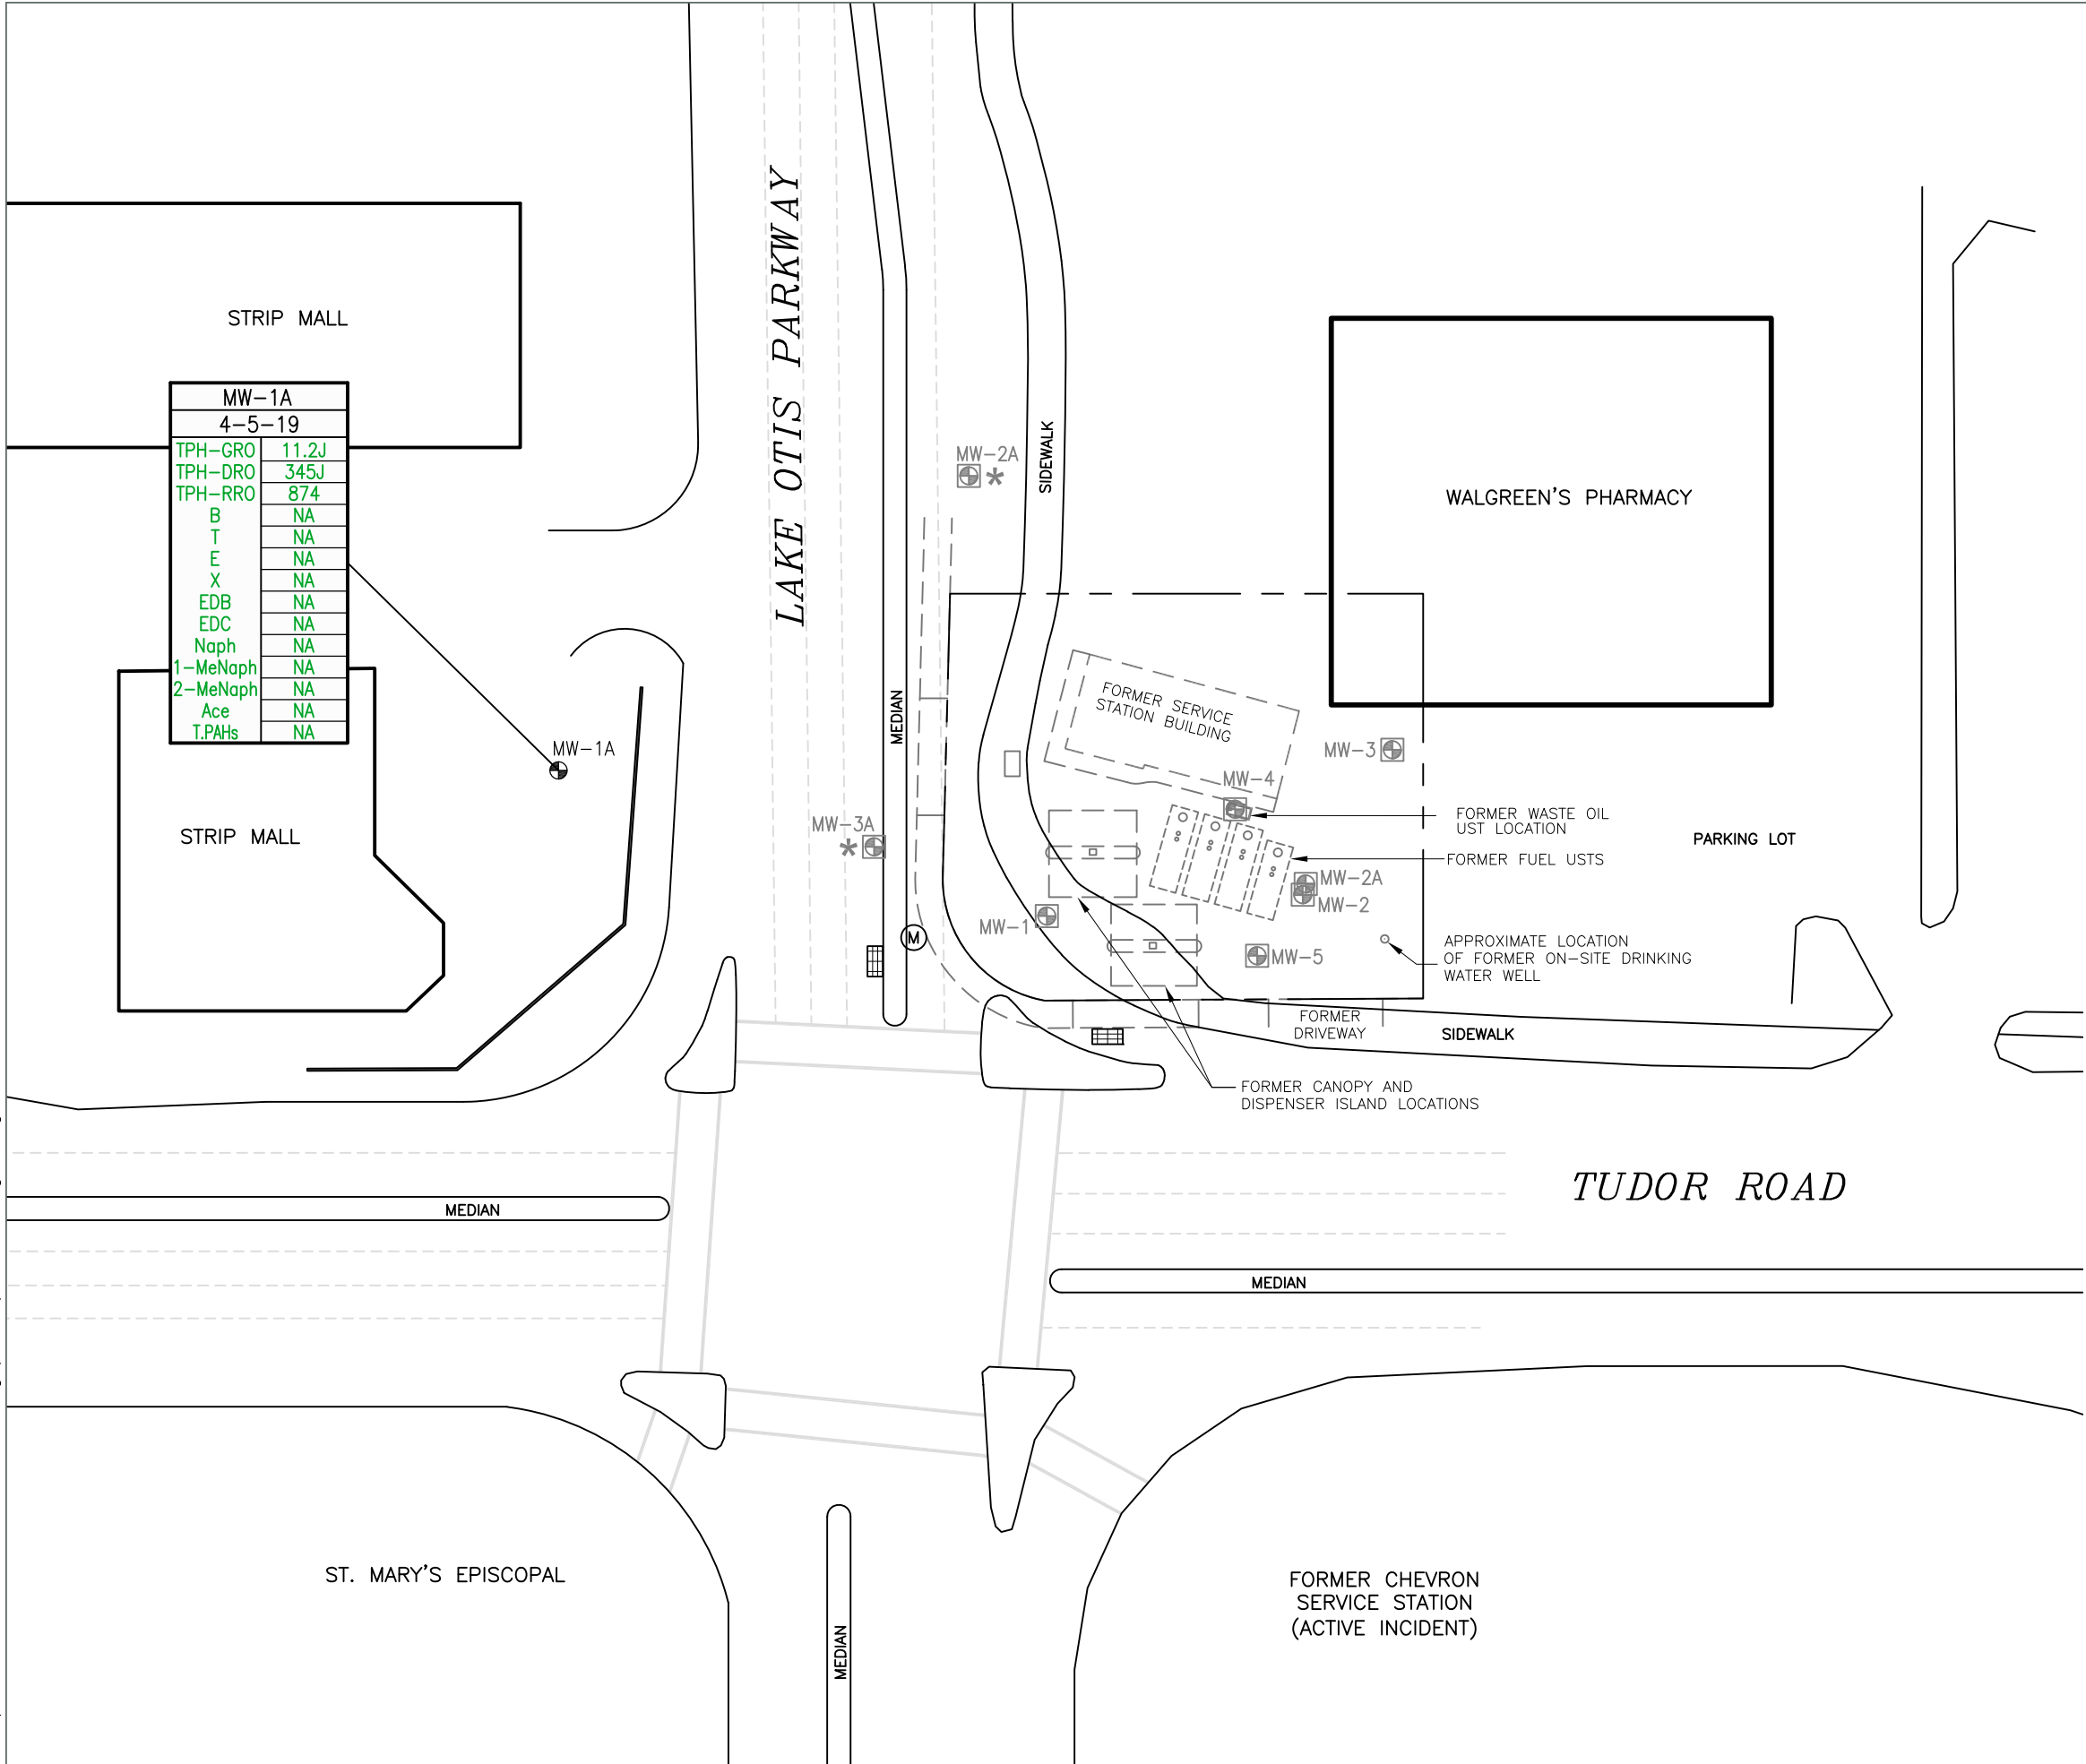 LAKE OTIS PARKWAY
STRIP MALL
MW-1A
4-5-19
TPH-GRO 11.2J
TPH-DRO 345J
TPH-RRO 874
B NA
T NA
E NA
X NA
EDB NA
EDC NA
Naph NA
1-MeNaph NA
2-MeNaph NA
Ace NA
T.PAHs NA
MW-1A
STRIP MALL
MW-2A
*
SIDEWALK
WALGREEN'S PHARMACY
MEDIAN
FORMER SERVICE
STATION BUILDING
MW-3
MW-4
MW-3A
*
FORMER WASTE OIL
UST LOCATION
PARKING LOT
FORMER FUEL USTS
MW-2A
MW-2
MW-1
M
MW-5
APPROXIMATE LOCATION
OF FORMER ON-SITE DRINKING
WATER WELL
FORMER
DRIVEWAY
SIDEWALK
FORMER CANOPY AND
DISPENSER ISLAND LOCATIONS
TUDOR ROAD
MEDIAN
MEDIAN
ST. MARY'S EPISCOPAL
MEDIAN
FORMER CHEVRON
SERVICE STATION
(ACTIVE INCIDENT)